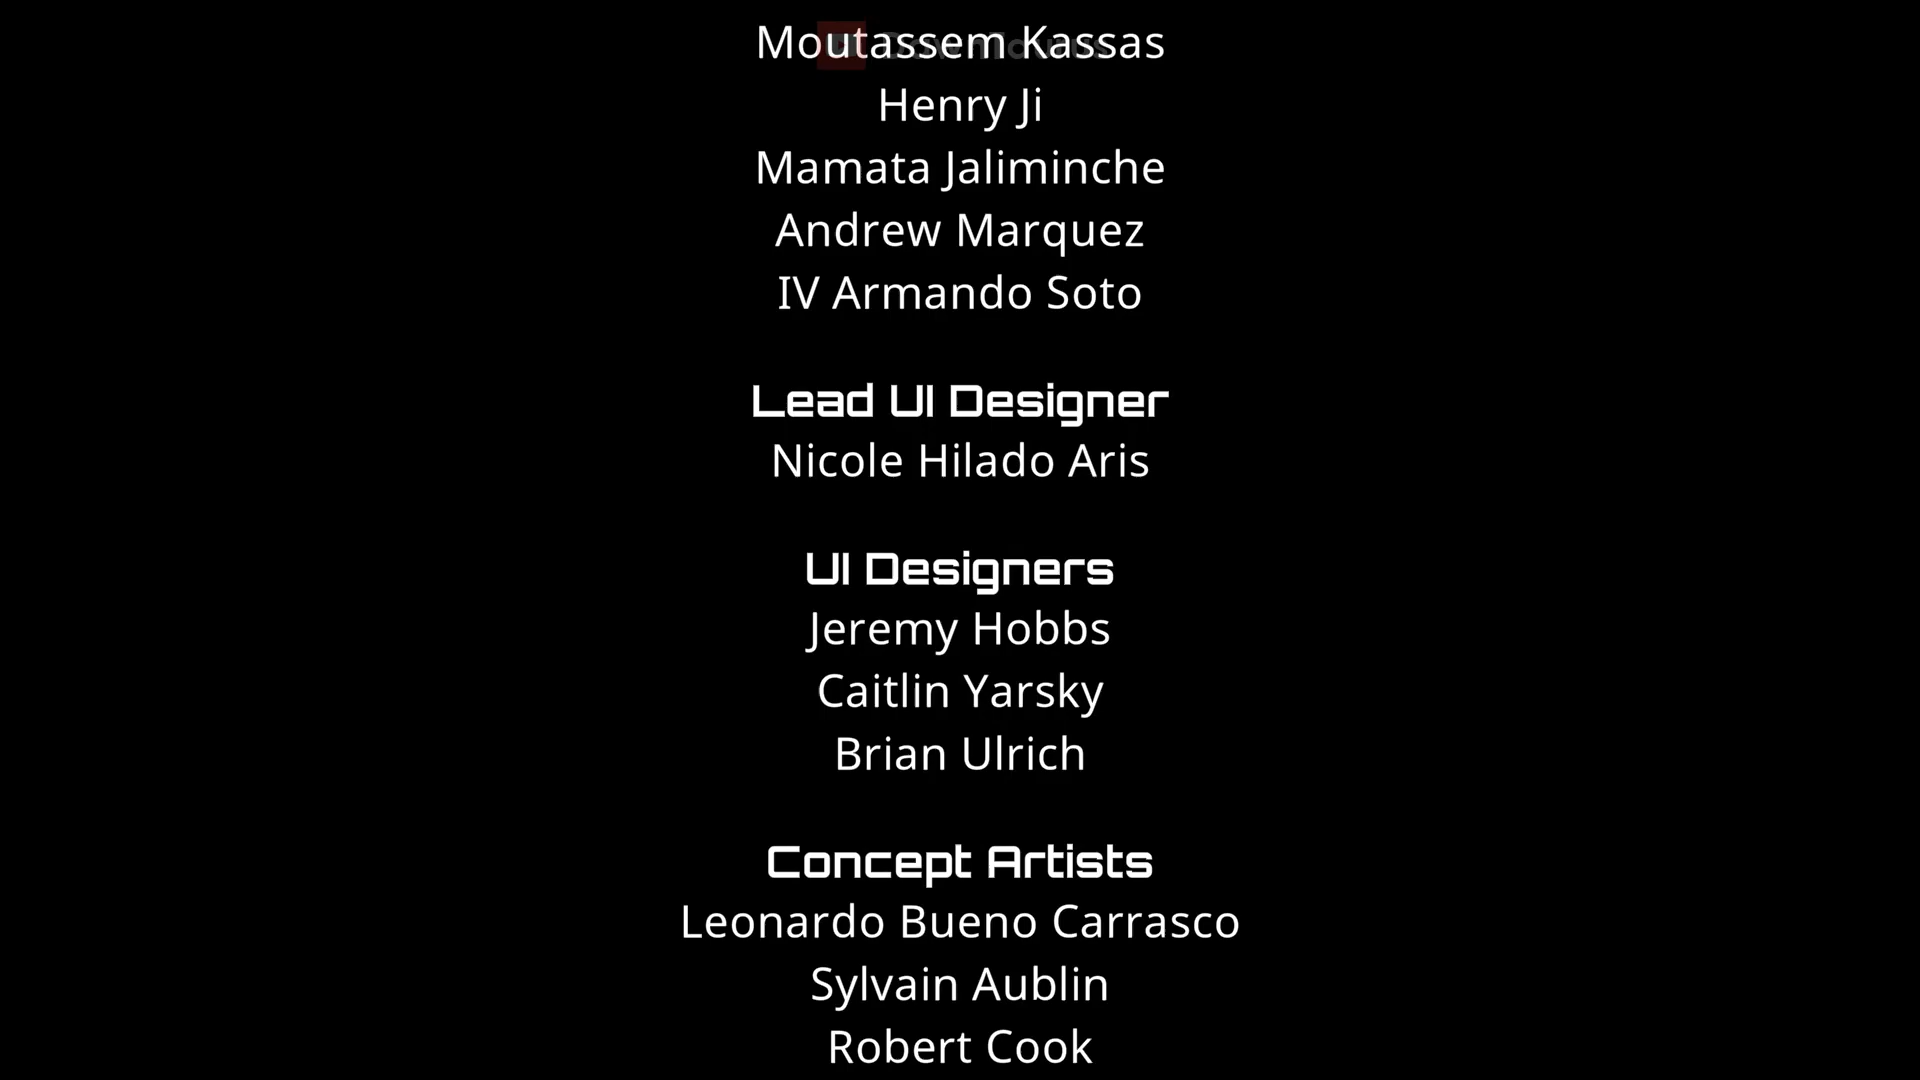 Moutassem Kassas
Henry Ji
Mamata Jaliminche
Andrew Marquez
IV Armando Soto
Lead UI Designer
Nicole Hilado Aris
UI Designers
Jeremy Hobbs
Caitlin Yarsky
Brian Ulrich
Concept Artists
Leonardo Bueno Carrasco
Sylvain Aublin
Robert Cook